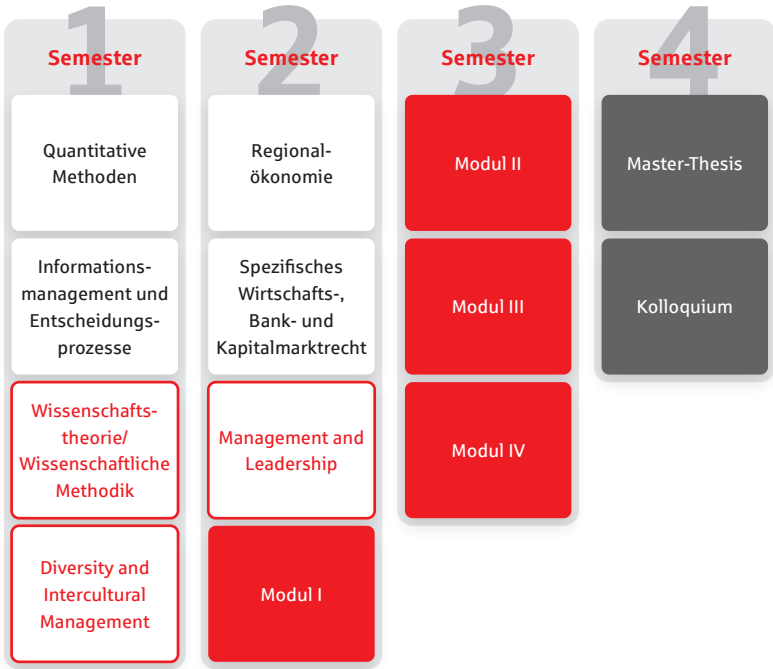 1
Semester
Quantitative
Methoden
Informations-
management und
Entscheidungs-
prozesse
Wissenschafts-
theorie/
Wissenschaftliche
Methodik
Diversity and
Intercultural
Management
2
Semester
Regional-
ökonomie
Spezifisches
Wirtschafts-,
Bank- und
Kapitalmarktrecht
Management and
Leadership
Modul I
3
Semester
Modul II
Modul III
Modul IV
4
Semester
Master-Thesis
Kolloquium